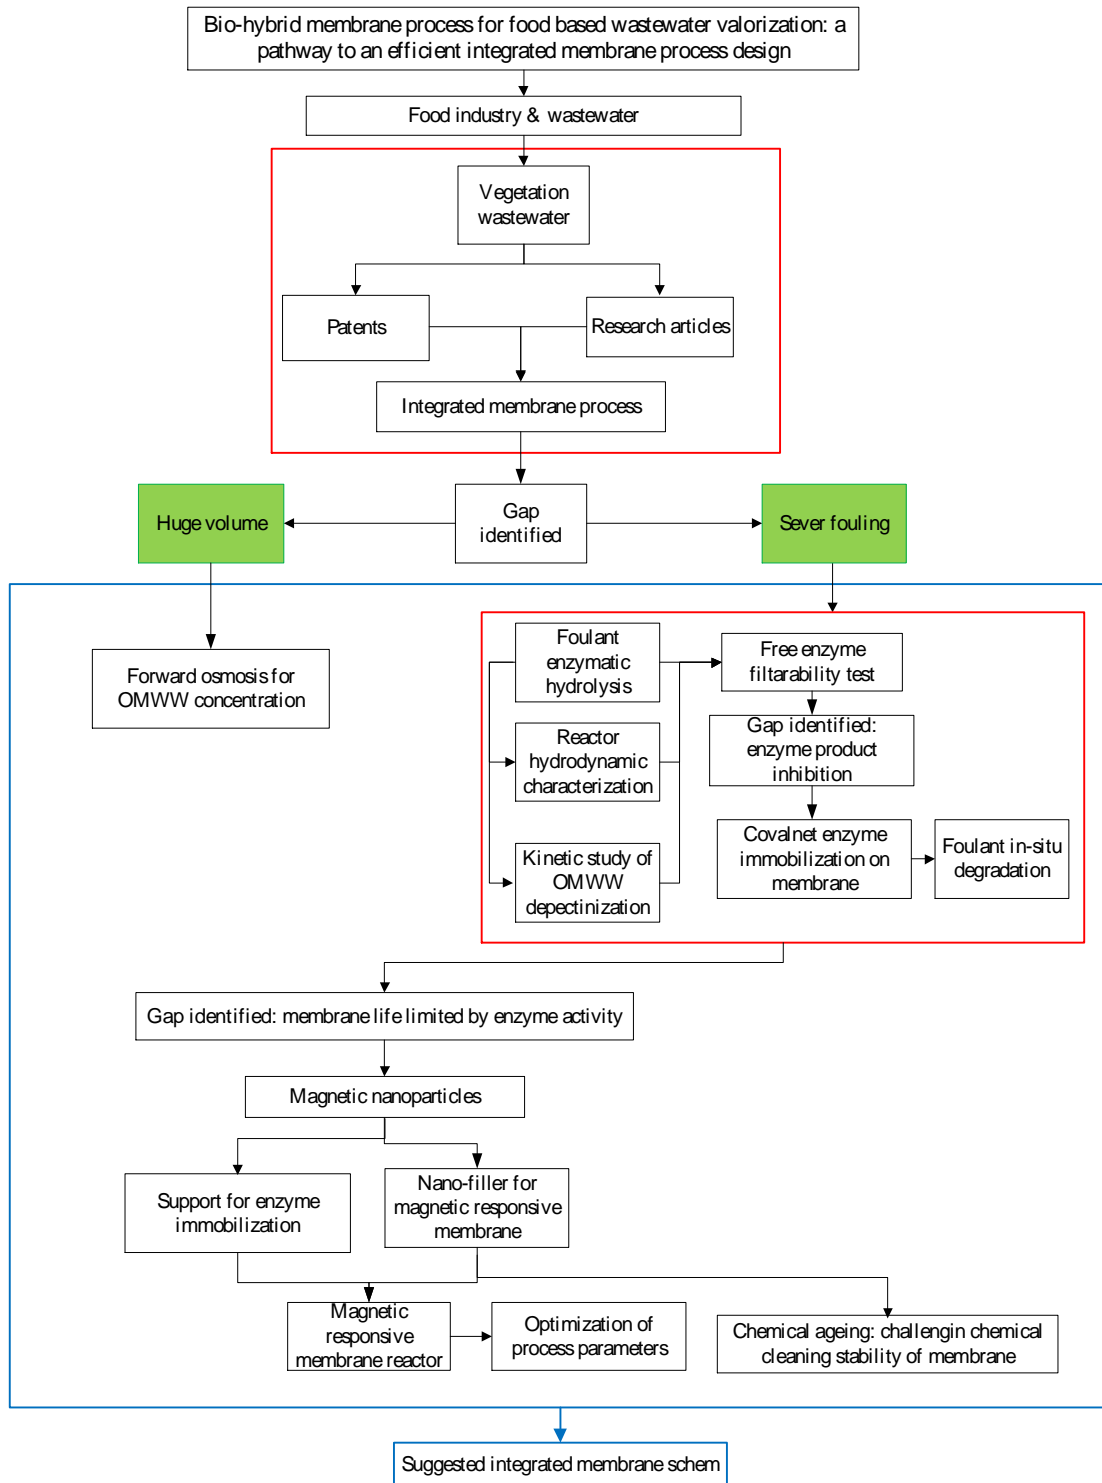 Bio-hybrid membrane process for food based wastewater valorization: a
pathway to an efficient integrated membrane process design
Food industry & wastewater
Vegetation
wastewater
Patents
Research articles
Integrated membrane process
Huge volume
Gap
identified
Sever fouling
Forward osmosis for
OMWW concentration
Foulant
enzymatic
hydrolysis
Free enzyme
filtarability test
Reactor
hydrodynamic
characterization
Gap identified:
enzyme product
inhibition
Kinetic study of
OMWW
depectinization
Covalnet enzyme
immobilization on
membrane
Foulant in-situ
degradation
Gap identified: membrane life limited by enzyme activity
Magnetic nanoparticles
Support for enzyme
immobilization
Nano-filler for
magnetic responsive
membrane
Magnetic
responsive
membrane reactor
Optimization of
process parameters
Chemical ageing: challengin chemical
cleaning stability of membrane
Suggested integrated membrane schem